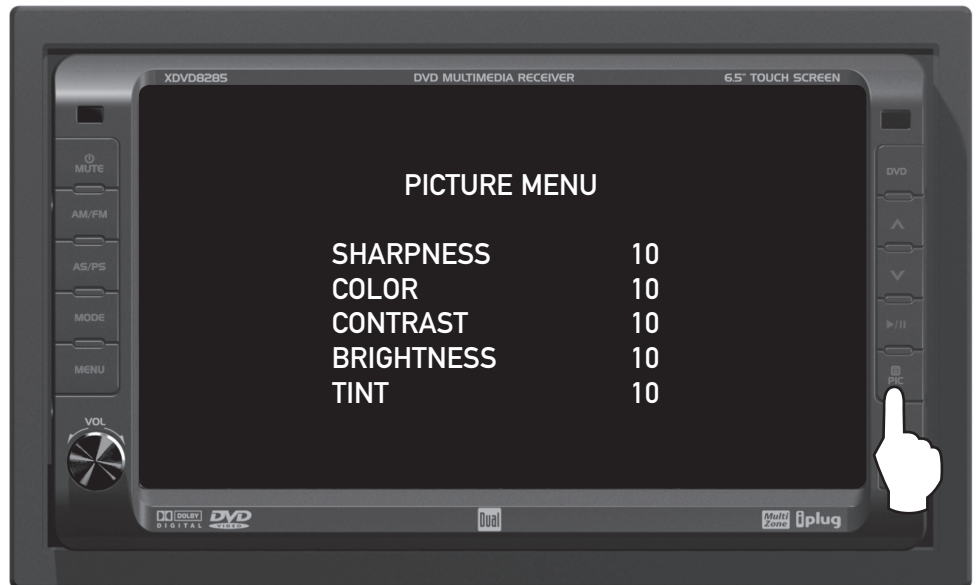 XDVD8285 DVD MULTIMEDIA RECEIVER 6.5" TOUCH SCREEN
MUTE
AM/FM
AS/PS
MODE
MENU
VOL
PICTURE MENU
SHARPNESS 10
COLOR 10
CONTRAST 10
BRIGHTNESS 10
TINT 10
DVD
PIC
DOLBY
DIGITAL
DVD
VIDEO
Dual
Multi
Zone
iplug